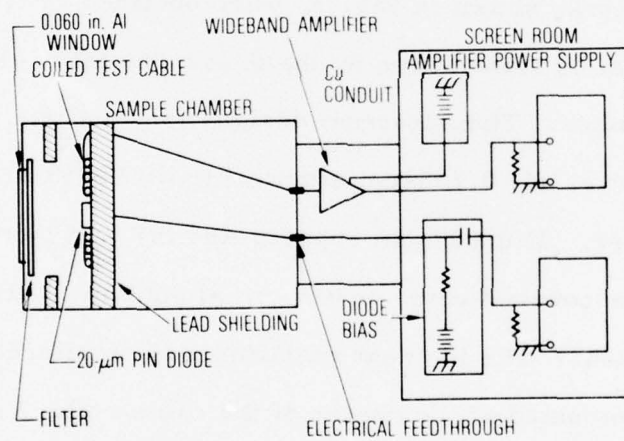 0.060 in. Al
WINDOW
COILED TEST CABLE
SAMPLE CHAMBER
WIDEBAND AMPLIFIER
Cu
CONDUIT
SCREEN ROOM
AMPLIFIER POWER SUPPLY
LEAD SHIELDING
20-μm PIN DIODE
FILTER
DIODE
BIAS
ELECTRICAL FEEDTHROUGH